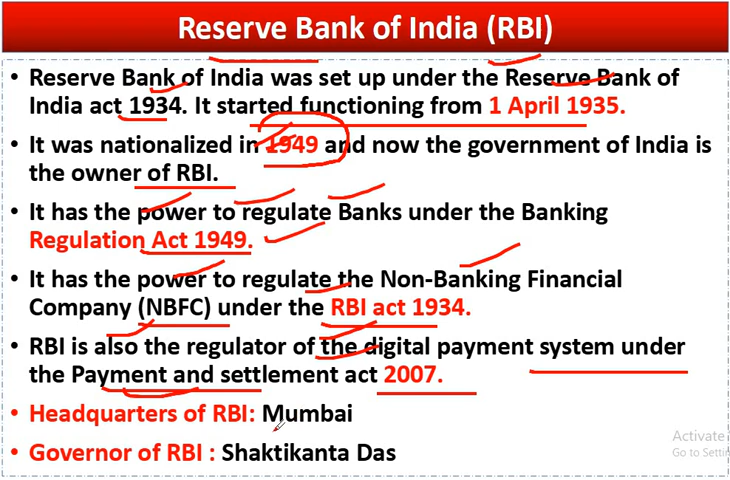 Reserve Bank of India (RBI)
• Reserve Bank of India was set up under the Reserve Bank of
India act 1934. It started functioning from 1 April 1935.
• It was nationalized in 1949 and now the government of India is
the owner of RBI.
• It has the power to regulate Banks under the Banking
Regulation Act 1949.
• It has the power to regulate the Non-Banking Financial
Company (NBFC) under the RBI act 1934.
• RBI is also the regulator of the digital payment system under
the Payment and settlement act 2007.
• Headquarters of RBI: Mumbai
• Governor of RBI : Shaktikanta Das
Activate
Go to Settin